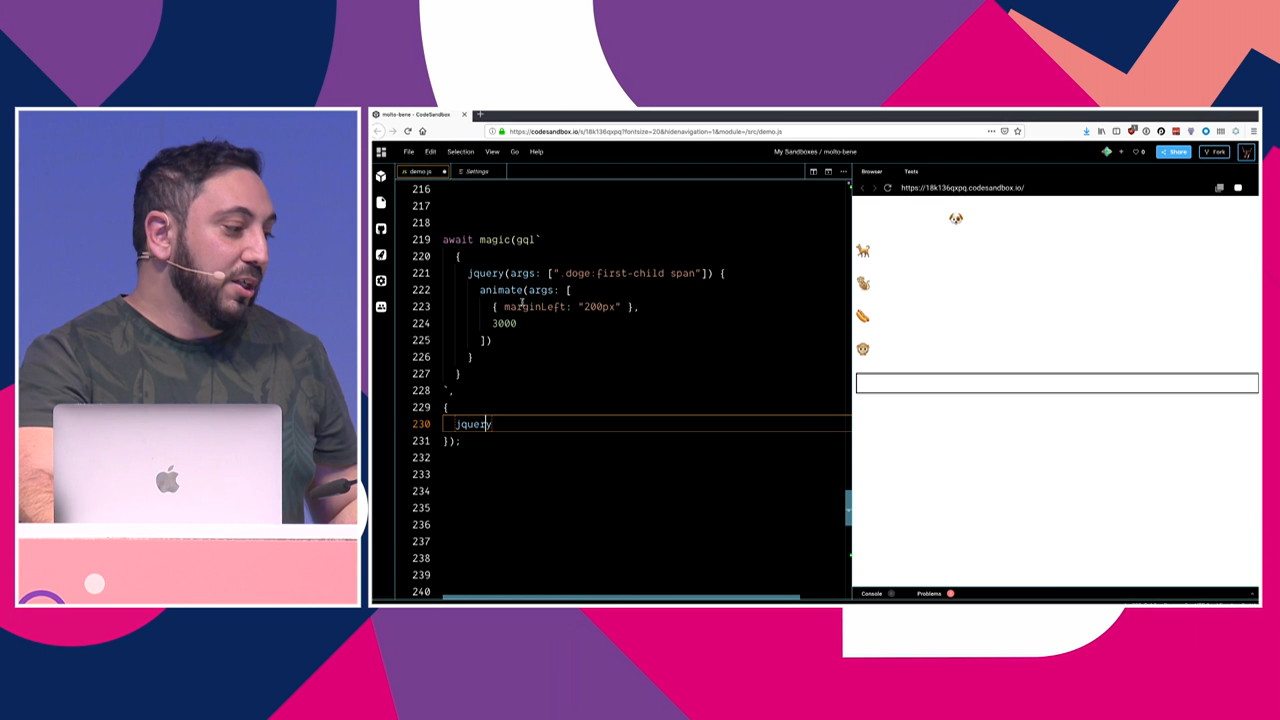 molto-bene - CodeSandbox
https://codesandbox.io/s/18k136qxpq?fontsize=20&hidenavigation=1&module=/src/demo.js
File Edit Selection View Go Help
My Sandboxes / molto-bene
0
Share
Fork
demo.js
Settings
Browser Tests
https://18k136qxpq.codesandbox.io/
216
217
218
219 await magic(gql`
220 {
221 jquery(args: [".doge:first-child span"]) {
222 animate(args: [
223 { marginLeft: "200px" },
224 3000
225 ])
226 }
227 }
228 `,
229 {
230 jquery
231 });
232
233
234
235
236
237
238
239
240
Console
Problems